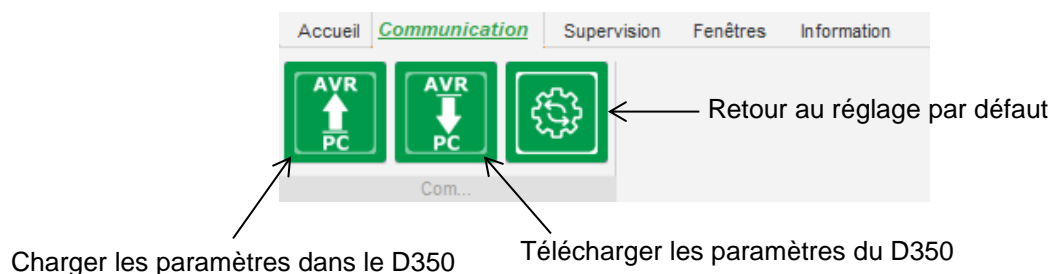 Accueil Communication Supervision Fenêtres Information
AVR AVR
PC PC
Retour au réglage par défaut
Com...
Charger les paramètres dans le D350
Télécharger les paramètres du D350